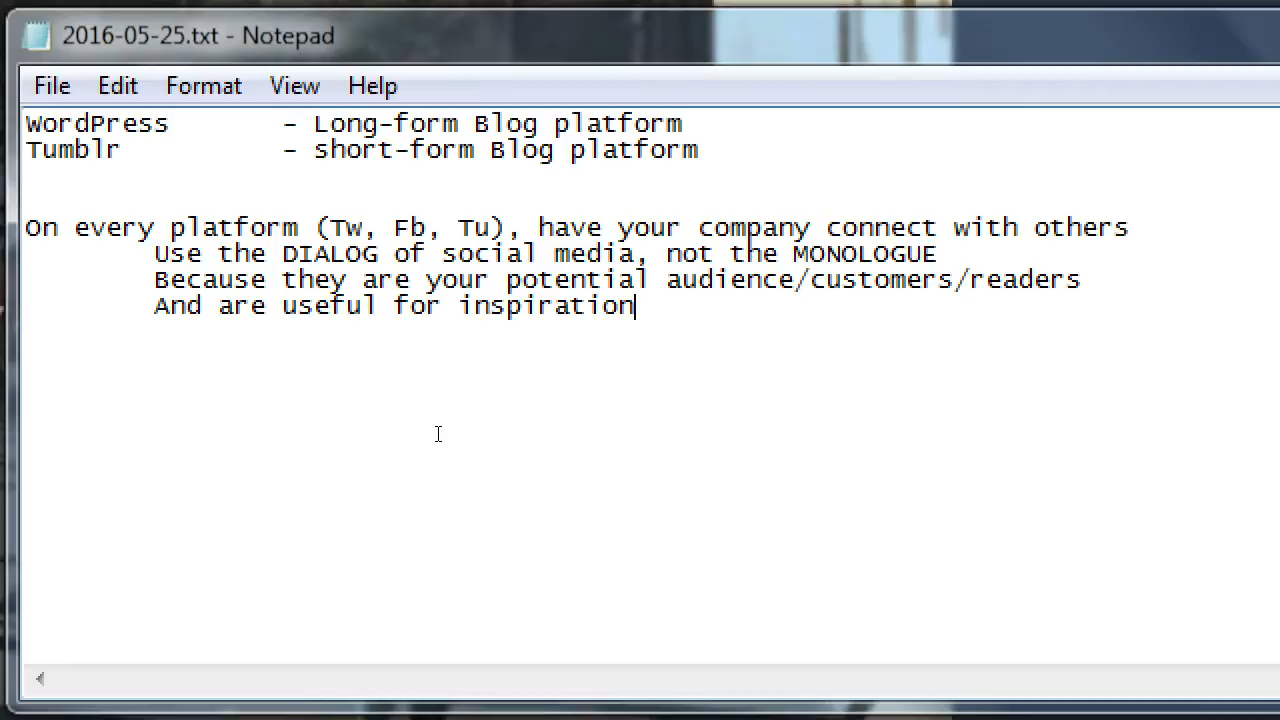 2016-05-25.txt - Notepad
File Edit Format View Help
WordPress - Long-form Blog platform
Tumblr - short-form Blog platform
On every platform (Tw, Fb, Tu), have your company connect with others
Use the DIALOG of social media, not the MONOLOGUE
Because they are your potential audience/customers/readers
And are useful for inspiration